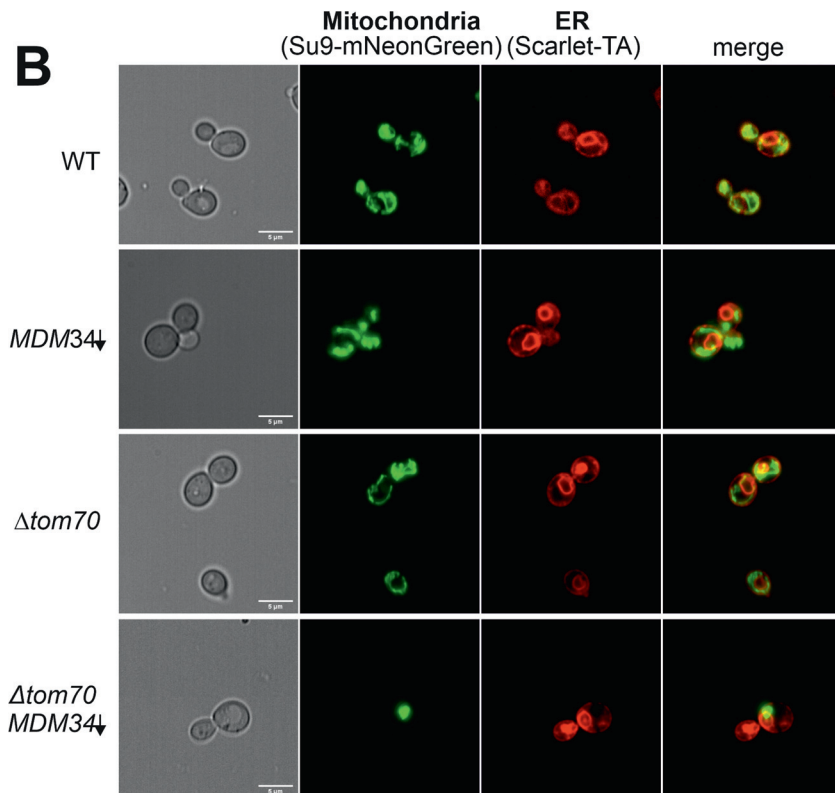 B
Mitochondria
(Su9-mNeonGreen)
ER
(Scarlet-TA)
merge
WT
5 µm
MDM34↓
5 µm
Δtom70
5 µm
Δtom70
MDM34↓
5 µm